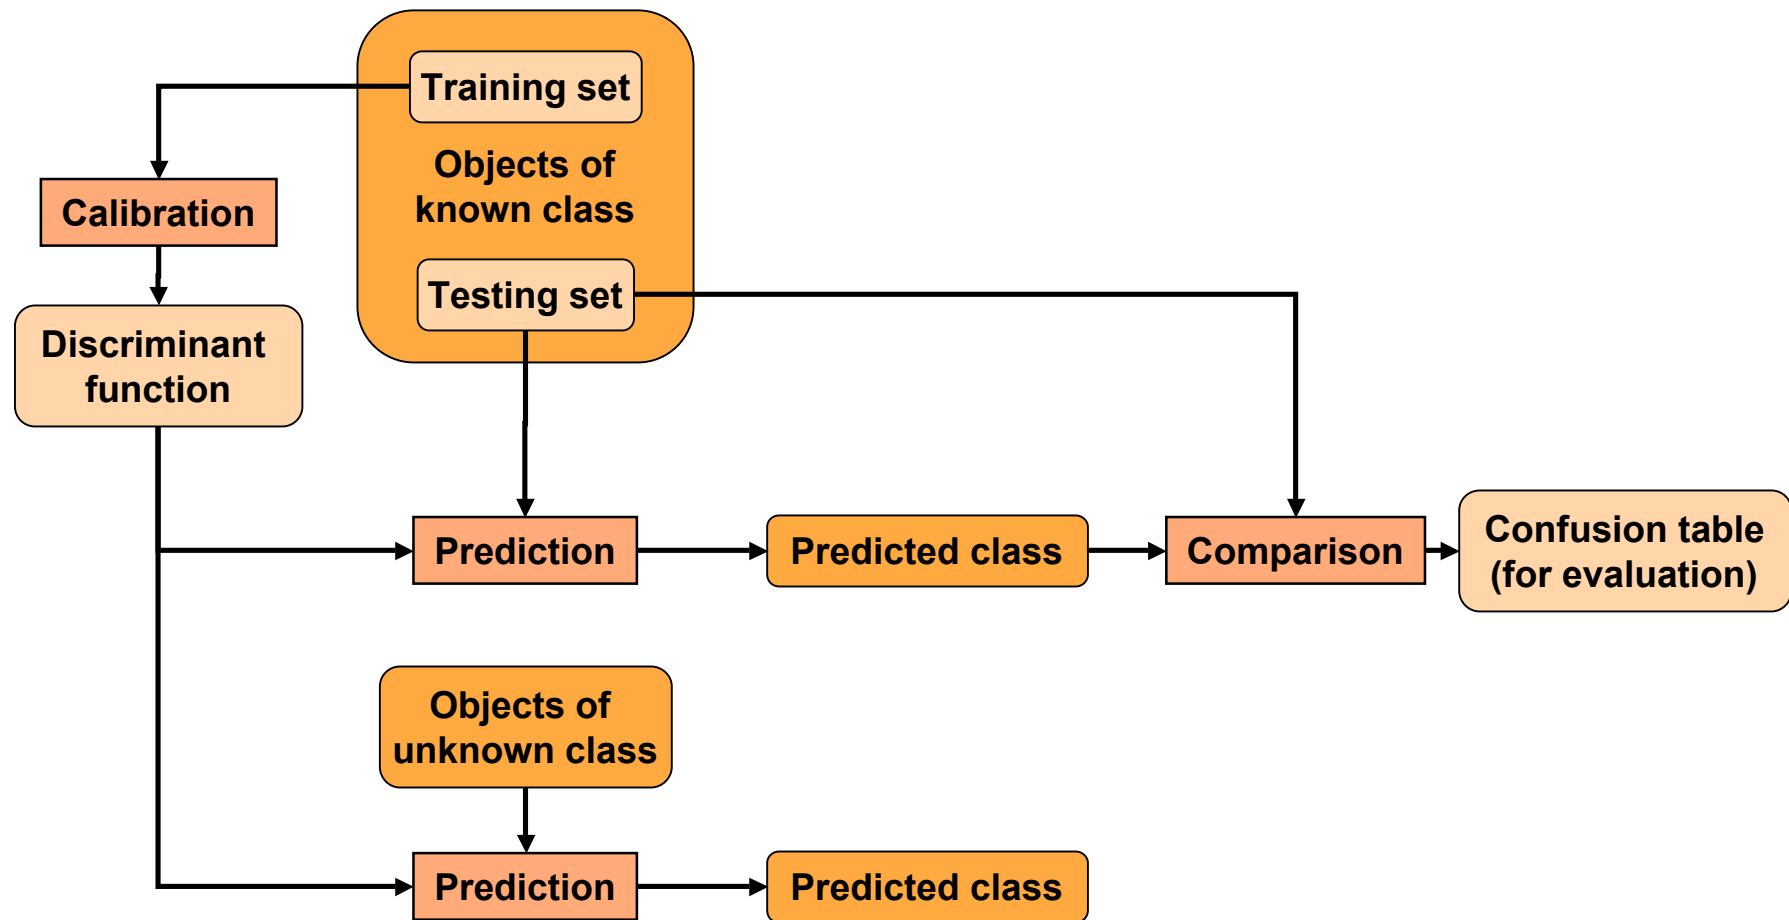 Training set
Objects of
known class
Calibration
Testing set
Discriminant
function
Prediction
Predicted class
Comparison
Confusion table
(for evaluation)
Objects of
unknown class
Prediction
Predicted class